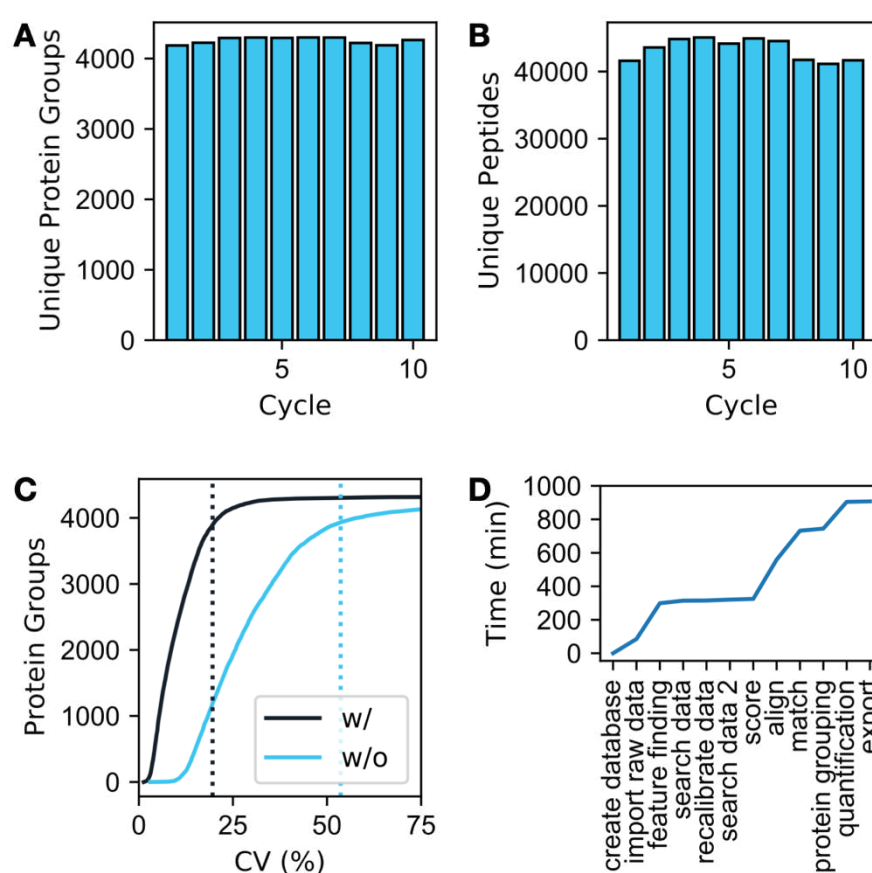 A
Unique Protein Groups
4000
3000
2000
1000
0
5
10
Cycle
B
Unique Peptides
40000
30000
20000
10000
0
5
10
Cycle
C
Protein Groups
4000
3000
2000
1000
0
0
25
50
75
CV (%)
w/
w/o
D
Time (min)
1000
800
600
400
200
0
create database
import raw data
feature finding
search data
recalibrate data
search data 2
score
align
match
protein grouping
quantification
export